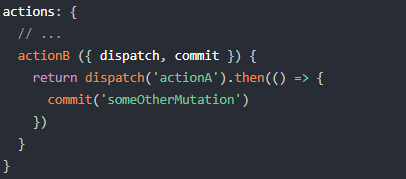 actions: {
  // ...
  actionB ({ dispatch, commit }) {
    return dispatch('actionA').then(() => {
      commit('someOtherMutation')
    })
  }
}